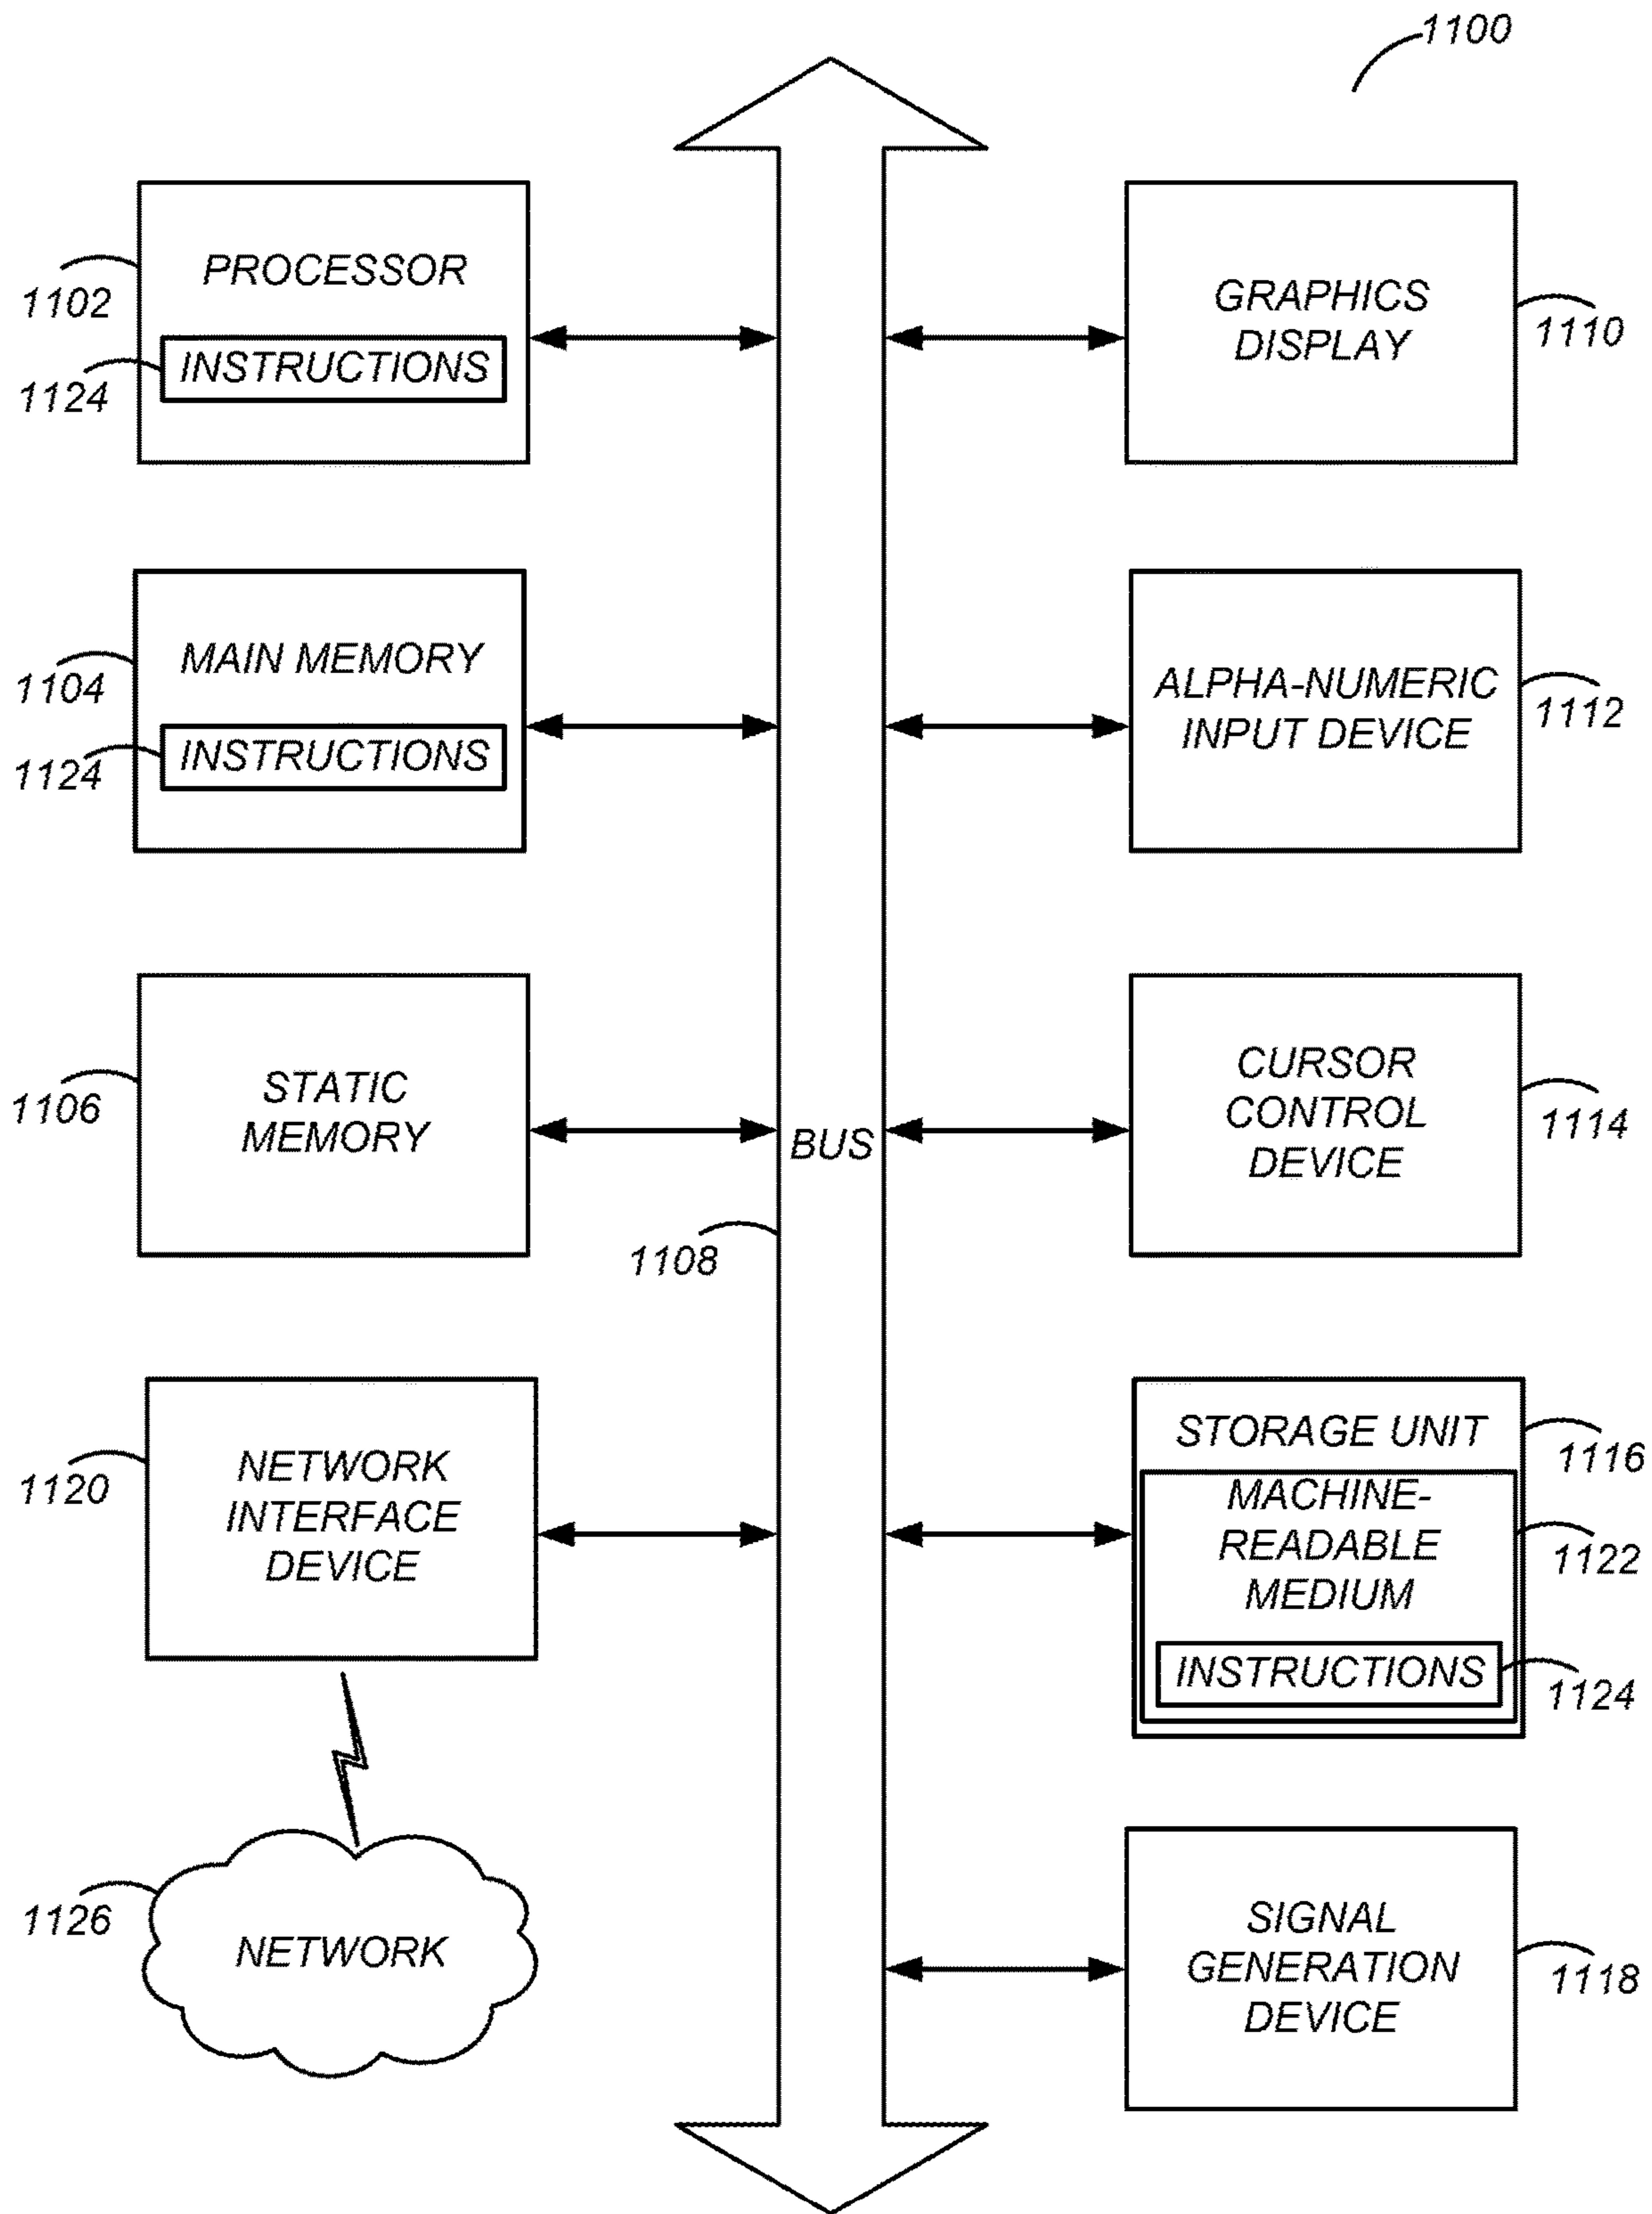 1100
PROCESSOR
1102
INSTRUCTIONS
1124
GRAPHICS
DISPLAY
1110
MAIN MEMORY
1104
INSTRUCTIONS
1124
ALPHA-NUMERIC
INPUT DEVICE
1112
STATIC
MEMORY
1106
BUS
1108
CURSOR
CONTROL
DEVICE
1114
NETWORK
INTERFACE
DEVICE
1120
STORAGE UNIT
1116
MACHINE-
READABLE
MEDIUM
1122
INSTRUCTIONS
1124
NETWORK
1126
SIGNAL
GENERATION
DEVICE
1118